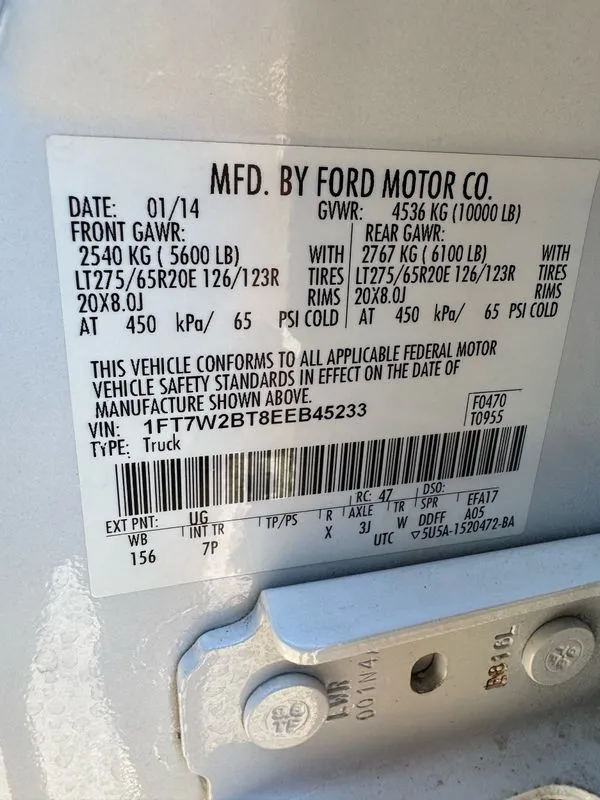 MFD. BY FORD MOTOR CO.
DATE: 01/14 GVWR: 4536 KG (10000 LB)
FRONT GAWR: REAR GAWR:
2540 KG ( 5600 LB) WITH 2767 KG ( 6100 LB) WITH
LT275/65R20E 126/123R TIRES LT275/65R20E 126/123R TIRES
20X8.0J RIMS 20X8.0J RIMS
AT 450 kPa/ 65 PSI COLD AT 450 kPa/ 65 PSI COLD
THIS VEHICLE CONFORMS TO ALL APPLICABLE FEDERAL MOTOR
VEHICLE SAFETY STANDARDS IN EFFECT ON THE DATE OF
MANUFACTURE SHOWN ABOVE.
VIN: 1FT7W2BT8EEB45233 F0470
TYPE: Truck T0955
EXT PNT: UG RC: 47 DSO:
WB INT TR TP/PS R AXLE TR SPR EFA17
156 7P X 3J W DDFF A05
UTC ▽5U5A-1520472-BA
LWR
001N4
B816L